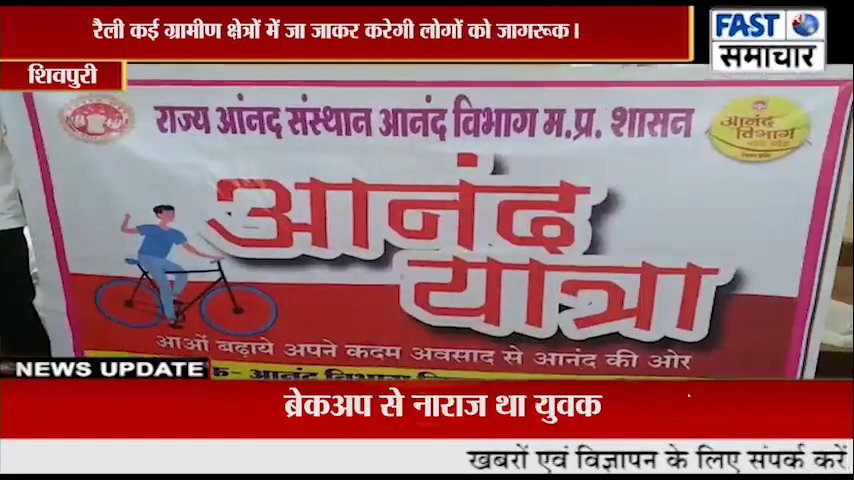 रैली कई ग्रामीण क्षेत्रों में जा जाकर करेगी लोगों को जागरूक।
FAST
समाचार
शिवपुरी
राज्य आंनद संस्थान आनंद विभाग म.प्र. शासन
आनंद विभाग
आनंद
यात्रा
आओं बढ़ाये अपने कदम अवसाद से आनंद की ओर
NEWS UPDATE
ब्रेकअप से नाराज था युवक
खबरों एवं विज्ञापन के लिए संपर्क करें